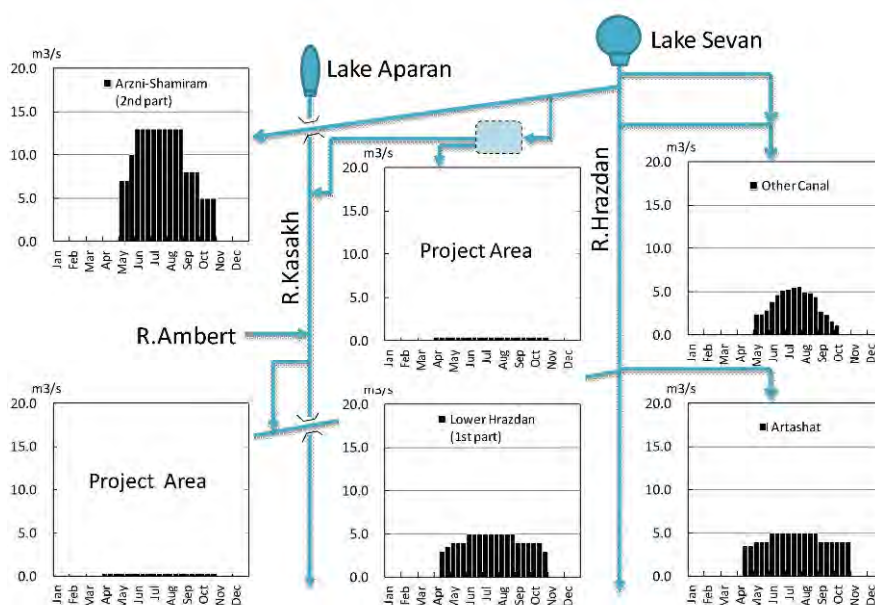 Lake Aparan
Lake Sevan
m3/s
20.0
15.0
10.0
5.0
0.0
Arzni-Shamiram
(2nd part)
Jan
Feb
Mar
Apr
May
Jun
Jul
Aug
Sep
Oct
Nov
Dec
R.Kasakh
m3/s
20.0
15.0
10.0
5.0
0.0
Project Area
Jan
Feb
Mar
Apr
May
Jun
Jul
Aug
Sep
Oct
Nov
Dec
R.Hrazdan
m3/s
20.0
15.0
10.0
5.0
0.0
Other Canal
Jan
Feb
Mar
Apr
May
Jun
Jul
Aug
Sep
Oct
Nov
Dec
R.Ambert
m3/s
20.0
15.0
10.0
5.0
0.0
Project Area
Jan
Feb
Mar
Apr
May
Jun
Jul
Aug
Sep
Oct
Nov
Dec
m3/s
20.0
15.0
10.0
5.0
0.0
Lower Hrazdan
(1st part)
Jan
Feb
Mar
Apr
May
Jun
Jul
Aug
Sep
Oct
Nov
Dec
m3/s
20.0
15.0
10.0
5.0
0.0
Artashat
Jan
Feb
Mar
Apr
May
Jun
Jul
Aug
Sep
Oct
Nov
Dec